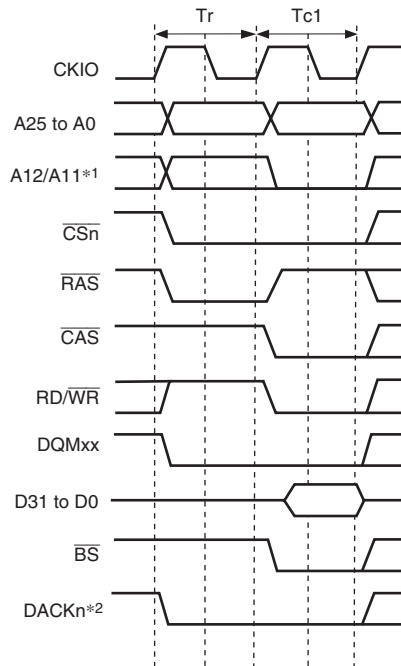 Tr Tc1
CKIO
A25 to A0
A12/A11*1
CSn
RAS
CAS
RD/WR
DQMxx
D31 to D0
BS
DACKn*2